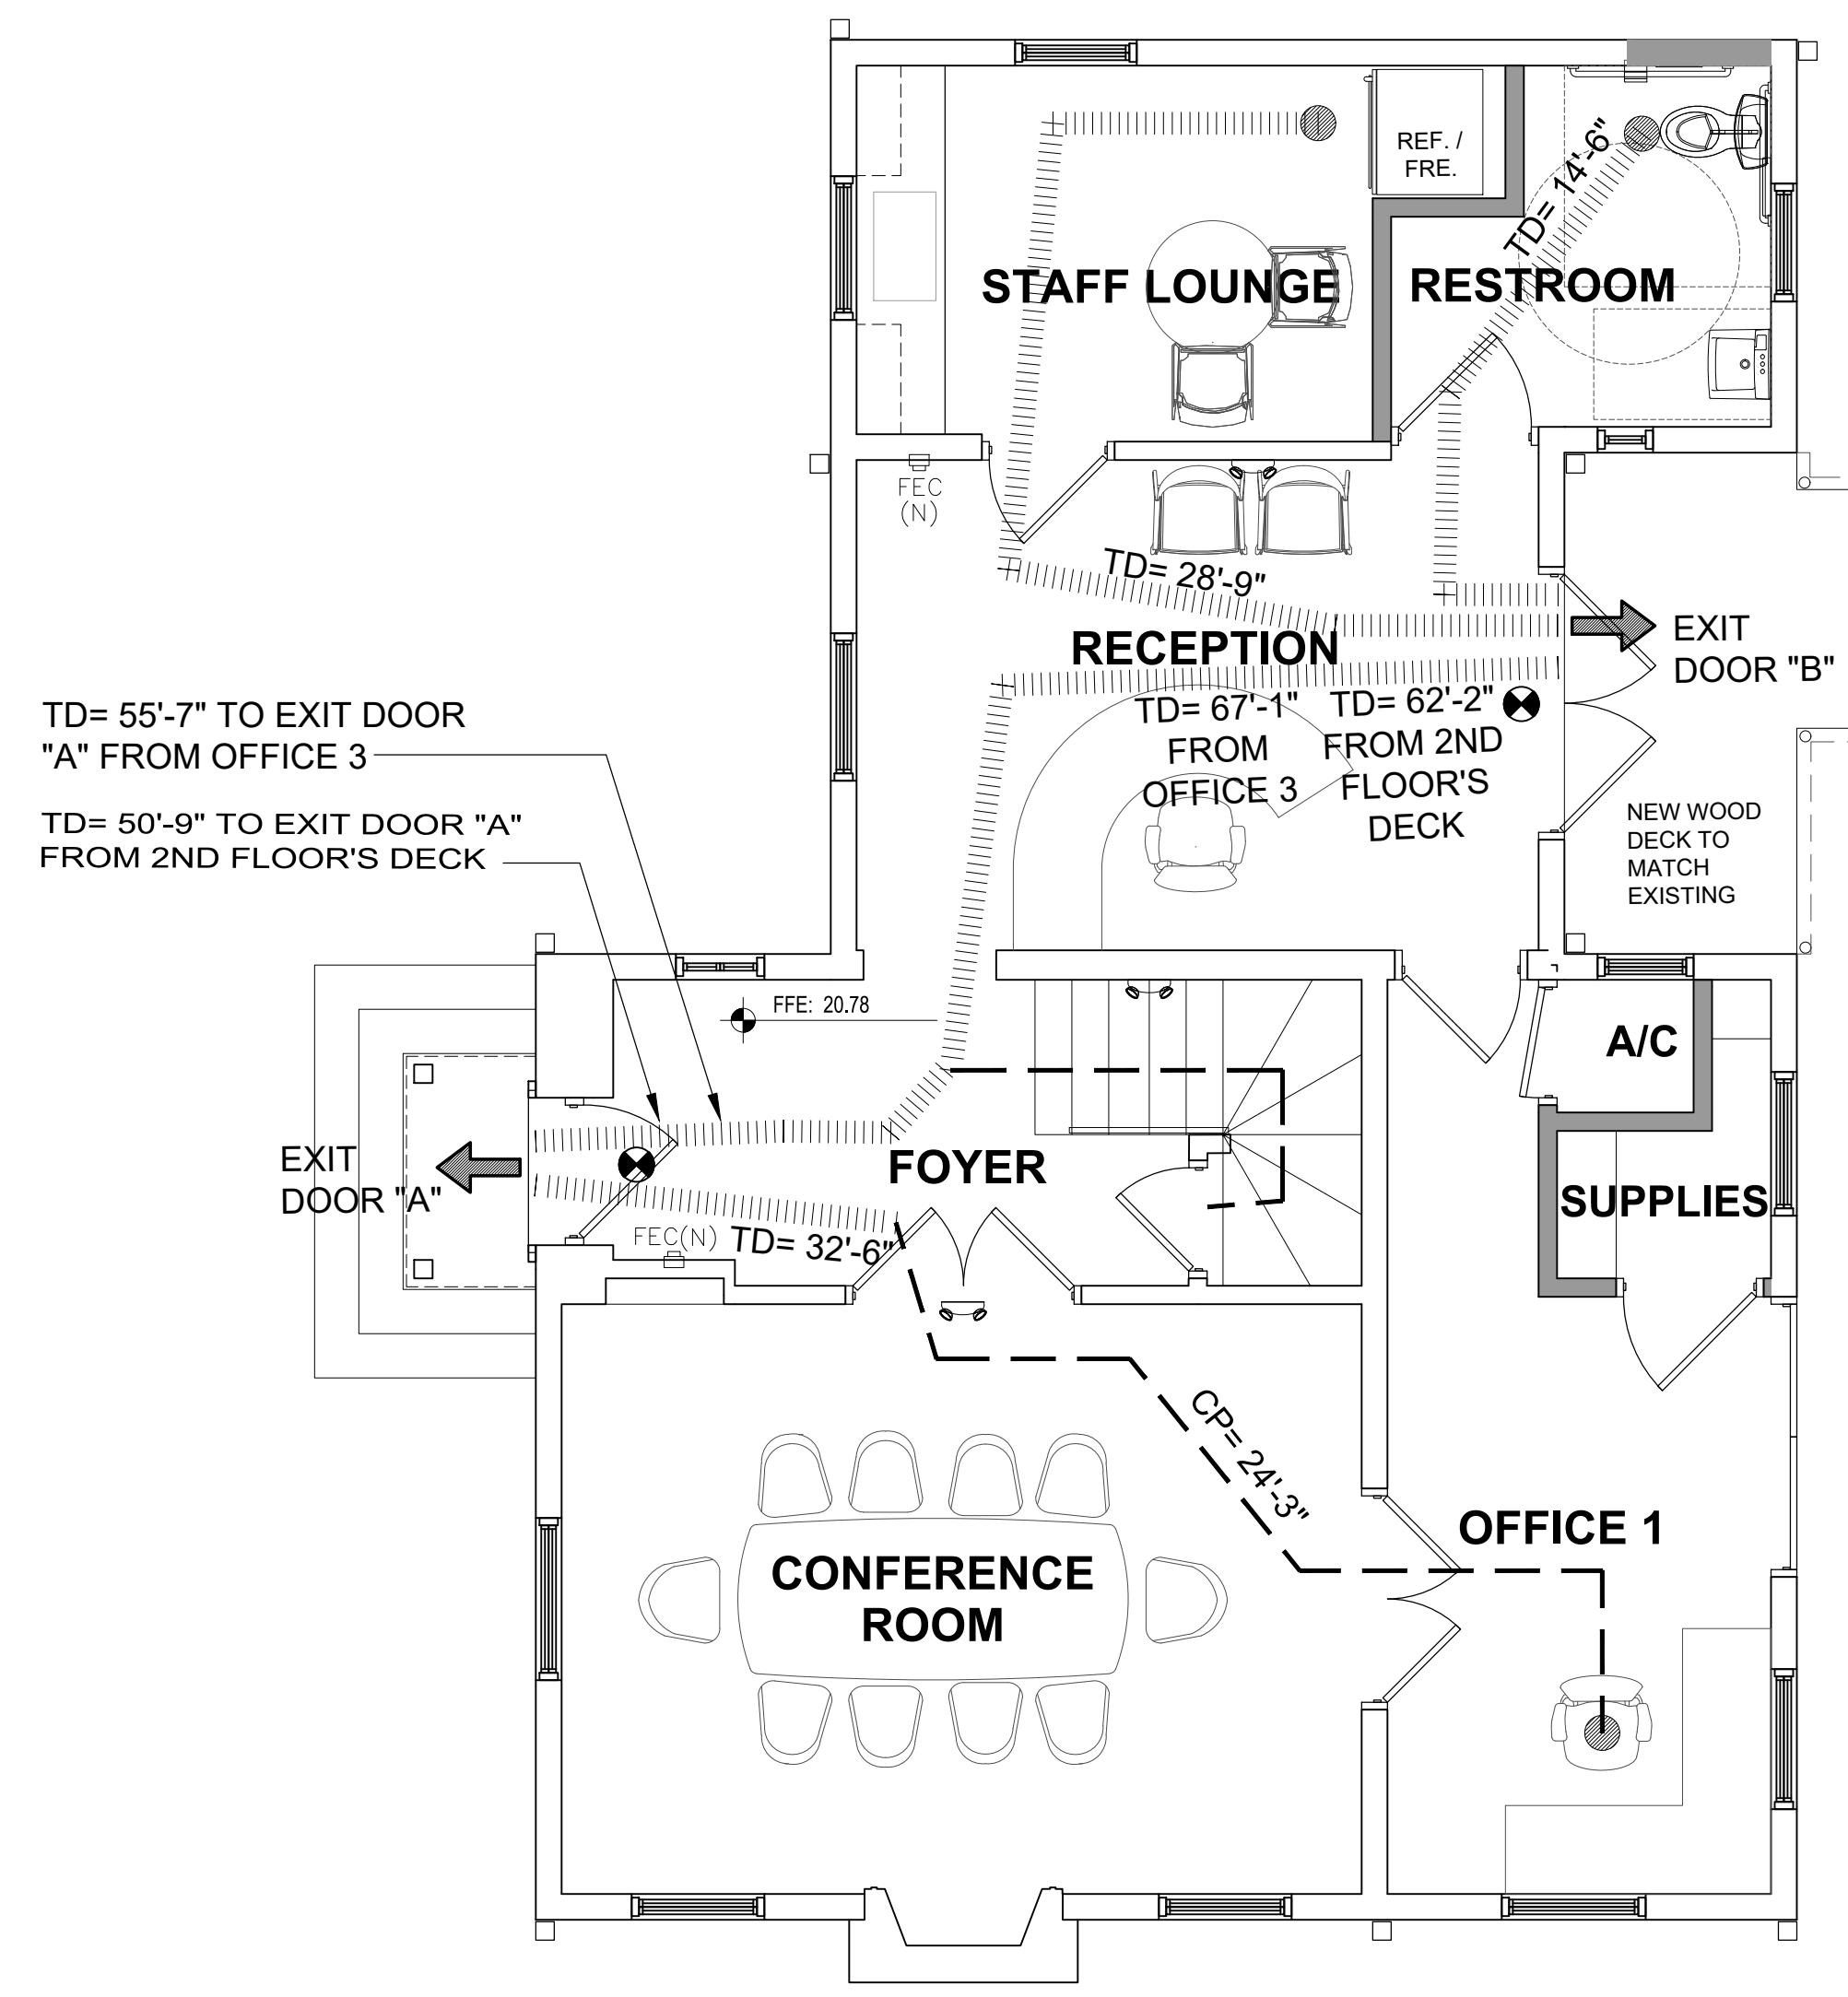 REF. /
FRE.
TD= 14'-6"
STAFF LOUNGE
RESTROOM
FEC
(N)
TD= 28'-9"
RECEPTION
EXIT
DOOR "B"
TD= 55'-7" TO EXIT DOOR
"A" FROM OFFICE 3
TD= 50'-9" TO EXIT DOOR "A"
FROM 2ND FLOOR'S DECK
TD= 67'-1"
FROM
OFFICE 3
TD= 62'-2"
FROM 2ND
FLOOR'S
DECK
NEW WOOD
DECK TO
MATCH
EXISTING
FFE: 20.78
A/C
EXIT
DOOR "A"
FOYER
SUPPLIES
FEC(N)
TD= 32'-6"
CP= 24'-3"
OFFICE 1
CONFERENCE
ROOM